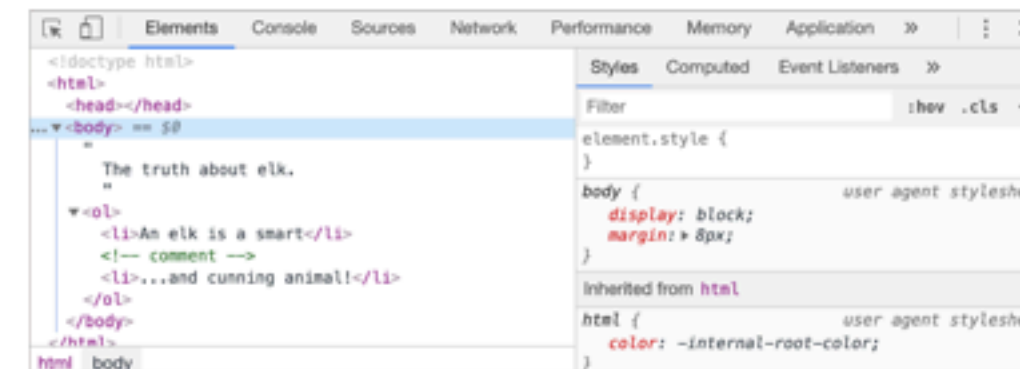 Elements Console Sources Network Performance Memory Application »
<!doctype html>
<html>
<head></head>
... ▼<body> == $0
"
The truth about elk.
"
▼<ol>
<li>An elk is a smart</li>
<!-- comment -->
<li>...and cunning animal!</li>
</ol>
</body>
</html>
html body
Styles Computed Event Listeners »
Filter :hov .cls
element.style {
}
body { user agent stylesh
display: block;
margin: ▶ 8px;
}
Inherited from html
html { user agent stylesh
color: -internal-root-color;
}